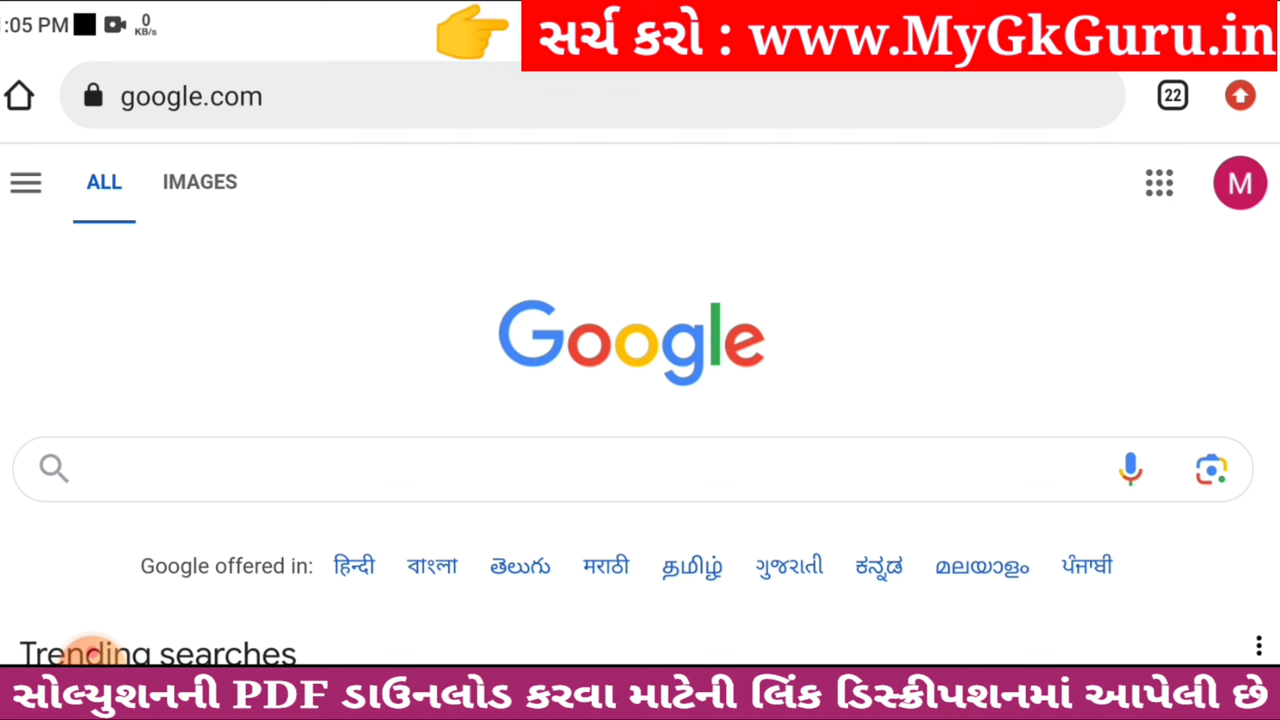 :05 PM 0 KB/s
સર્ચ કરો : www.MyGkGuru.in
google.com 22
ALL IMAGES M
Google
Google offered in: हिन्दी বাংলা తెలుగు मराठी தமிழ் ગુજરાતી ಕನ್ನಡ മലയാളം ਪੰਜਾਬੀ
Trending searches
સોલ્યુશનની PDF ડાઉનલોડ કરવા માટેની લિંક ડિસ્ક્રીપશનમાં આપેલી છે